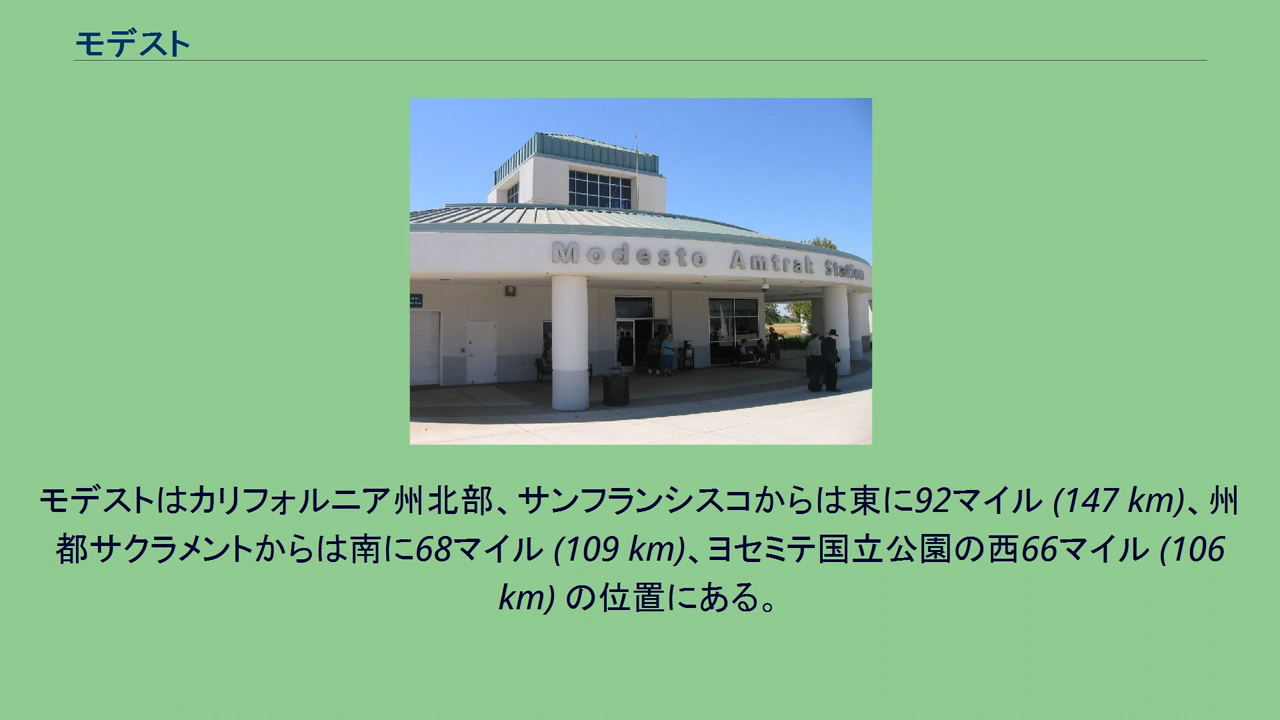 モデスト
Modesto Amtrak Station
モデストはカリフォルニア州北部、サンフランシスコからは東に92マイル (147 km)、州
都サクラメントからは南に68マイル (109 km)、ヨセミテ国立公園の西66マイル (106
km) の位置にある。